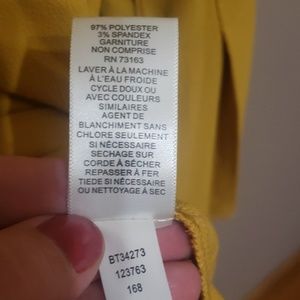 97% POLYESTER
3% SPANDEX
GARNITURE
NON COMPRISE
RN 73163
LAVER À LA MACHINE
À L'EAU FROIDE
CYCLE DOUX OU
AVEC COULEURS
SIMILAIRES
AGENT DE
BLANCHIMENT SANS
CHLORE SEULEMENT
SI NÉCESSAIRE
SECHAGE SUR
CORDE À SÉCHER
REPASSER À FER
TIEDE SI NÉCESSAIRE
OU NETTOYAGE À SEC
BT34273
123763
168